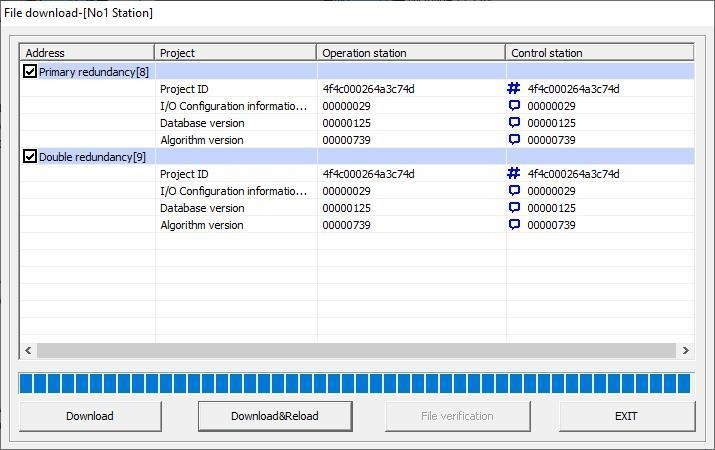 File download-[No1 Station]
Address Project Operation station Control station
Primary redundancy[8]
Project ID 4f4c000264a3c74d # 4f4c000264a3c74d
I/O Configuration informatio... 00000029 00000029
Database version 00000125 00000125
Algorithm version 00000739 00000739
Double redundancy[9]
Project ID 4f4c000264a3c74d # 4f4c000264a3c74d
I/O Configuration informatio... 00000029 00000029
Database version 00000125 00000125
Algorithm version 00000739 00000739
Download Download&Reload File verification EXIT